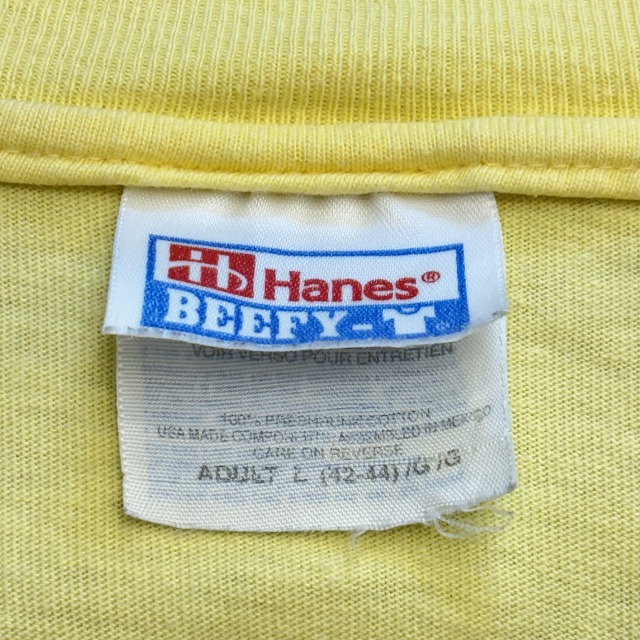 Hanes®
BEEFY-T
VOIR VERSO POUR ENTRETIEN
100% PRESHRUNK COTTON
USA MADE COMPONENTS, ASSEMBLED IN MEXICO
CARE ON REVERSE
ADULT L (42-44)/G/G